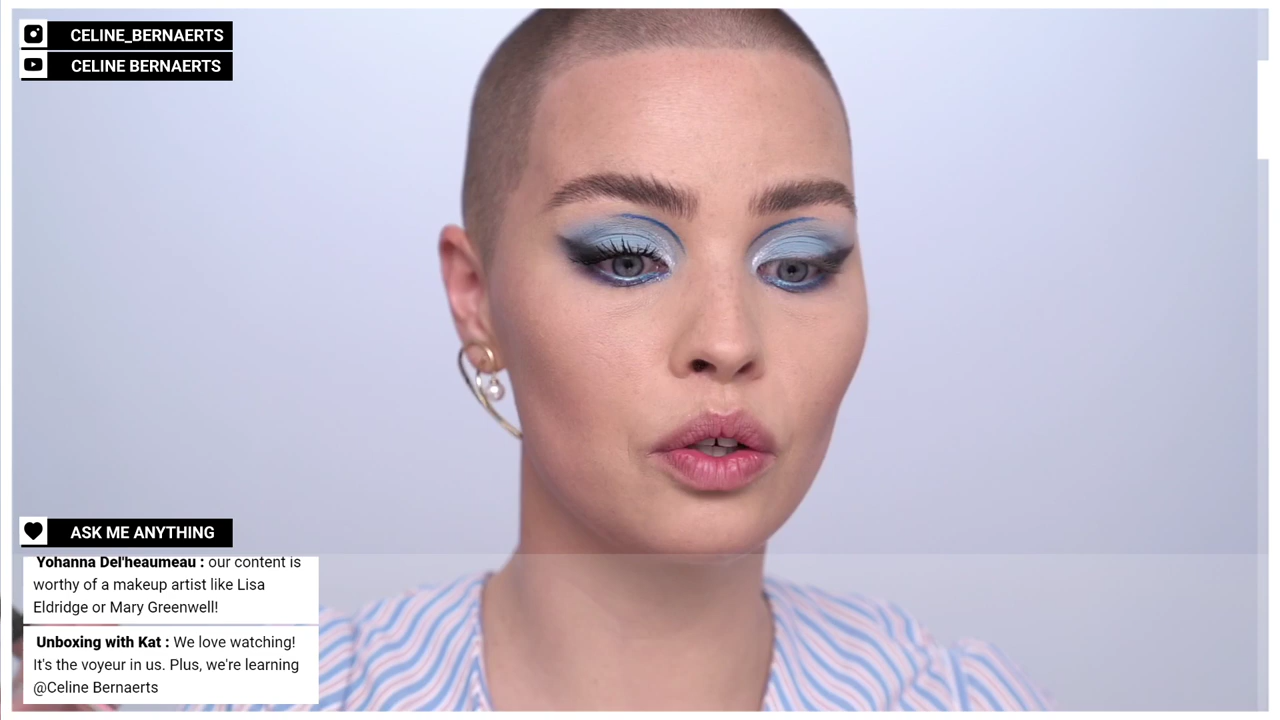 CELINE_BERNAERTS
CELINE BERNAERTS
ASK ME ANYTHING
Yohanna Del'heaumeau : our content is
worthy of a makeup artist like Lisa
Eldridge or Mary Greenwell!
Unboxing with Kat : We love watching!
It's the voyeur in us. Plus, we're learning
@Celine Bernaerts